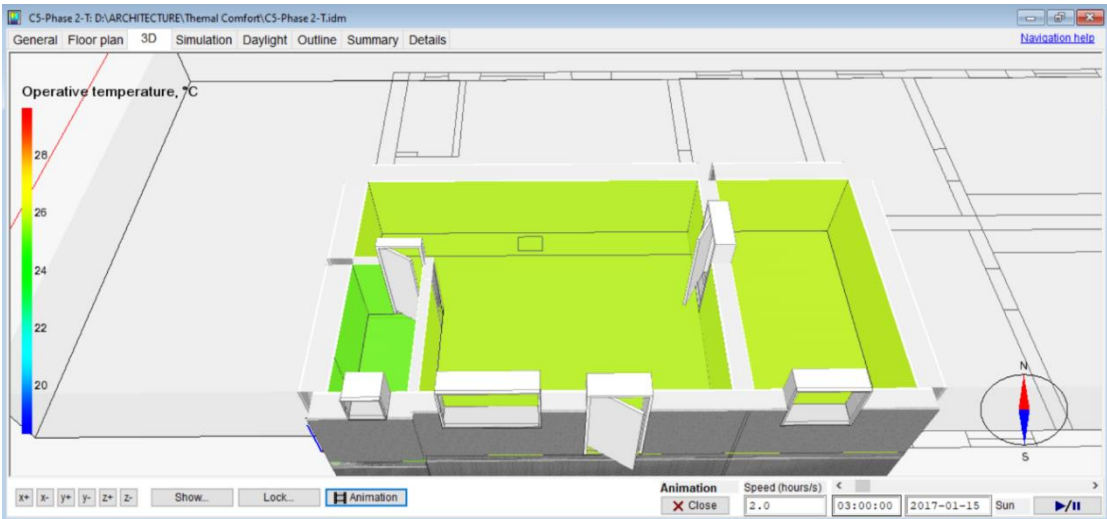 C5-Phase 2-T: D:\ARCHITECTURE\Themal Comfort\C5-Phase 2-T.idm
General Floor plan 3D Simulation Daylight Outline Summary Details Navigation help
Operative temperature, °C
28
26
24
22
20
N
S
x+ x- y+ y- z+ z- Show... Lock... Animation
Animation Speed (hours/s) < >
Close 2.0 03:00:00 2017-01-15 Sun